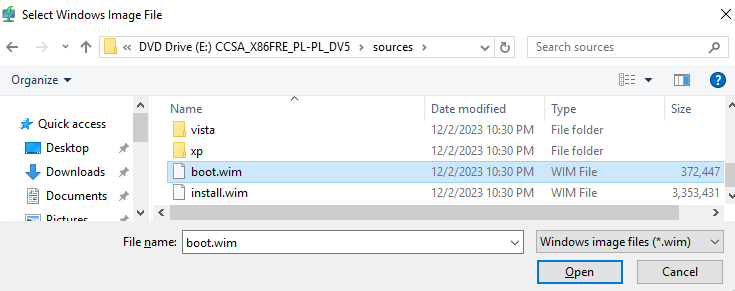 Select Windows Image File
« DVD Drive (E:) CCSA_X86FRE_PL-PL_DV5 › sources ›
Search sources
Organize
Quick access
Desktop
Downloads
Documents
Pictures
Name Date modified Type Size
vista 12/2/2023 10:30 PM File folder
xp 12/2/2023 10:30 PM File folder
boot.wim 12/2/2023 10:30 PM WIM File 372,447
install.wim 12/2/2023 10:30 PM WIM File 3,353,431
File name: boot.wim Windows image files (*.wim)
Open Cancel